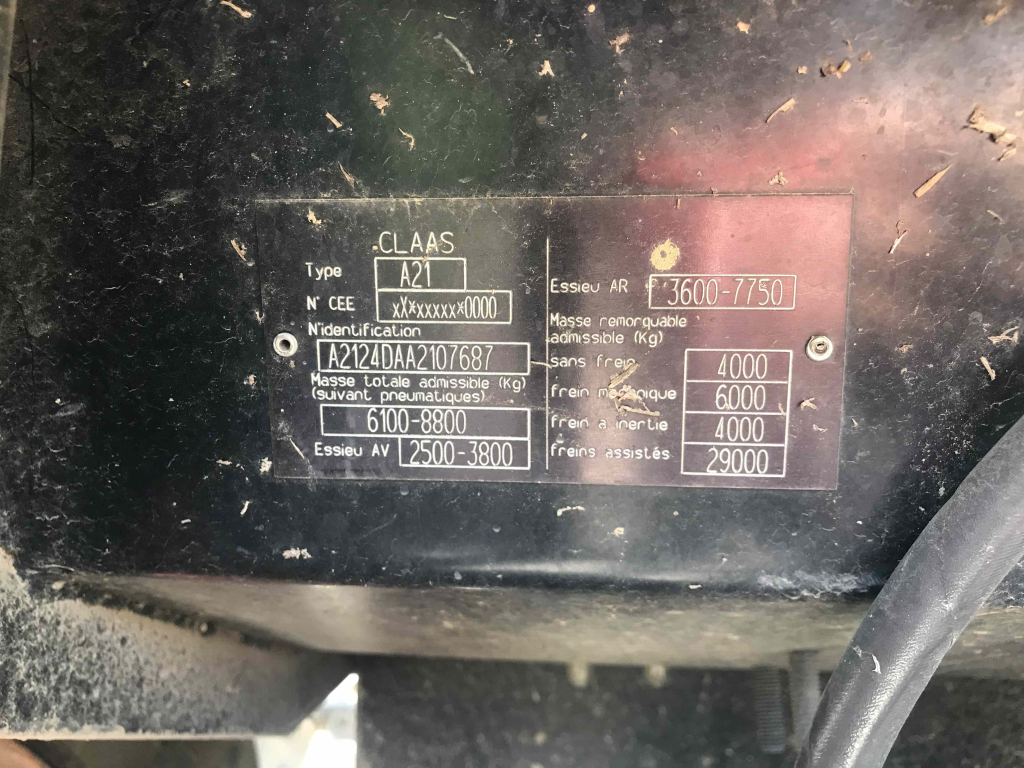 CLAAS
Type A21
N° CEE xXxxxxxx*0000
N°identification
A2124DAA2107687
Masse totale admissible (Kg)
(suivant pneumatiques)
6100-8800
Essieu AV 2500-3800
Essieu AR 3600-7750
Masse remorquable
admissible (Kg)
sans frein 4000
frein mécanique 6000
frein à inertie 4000
freins assistés 29000